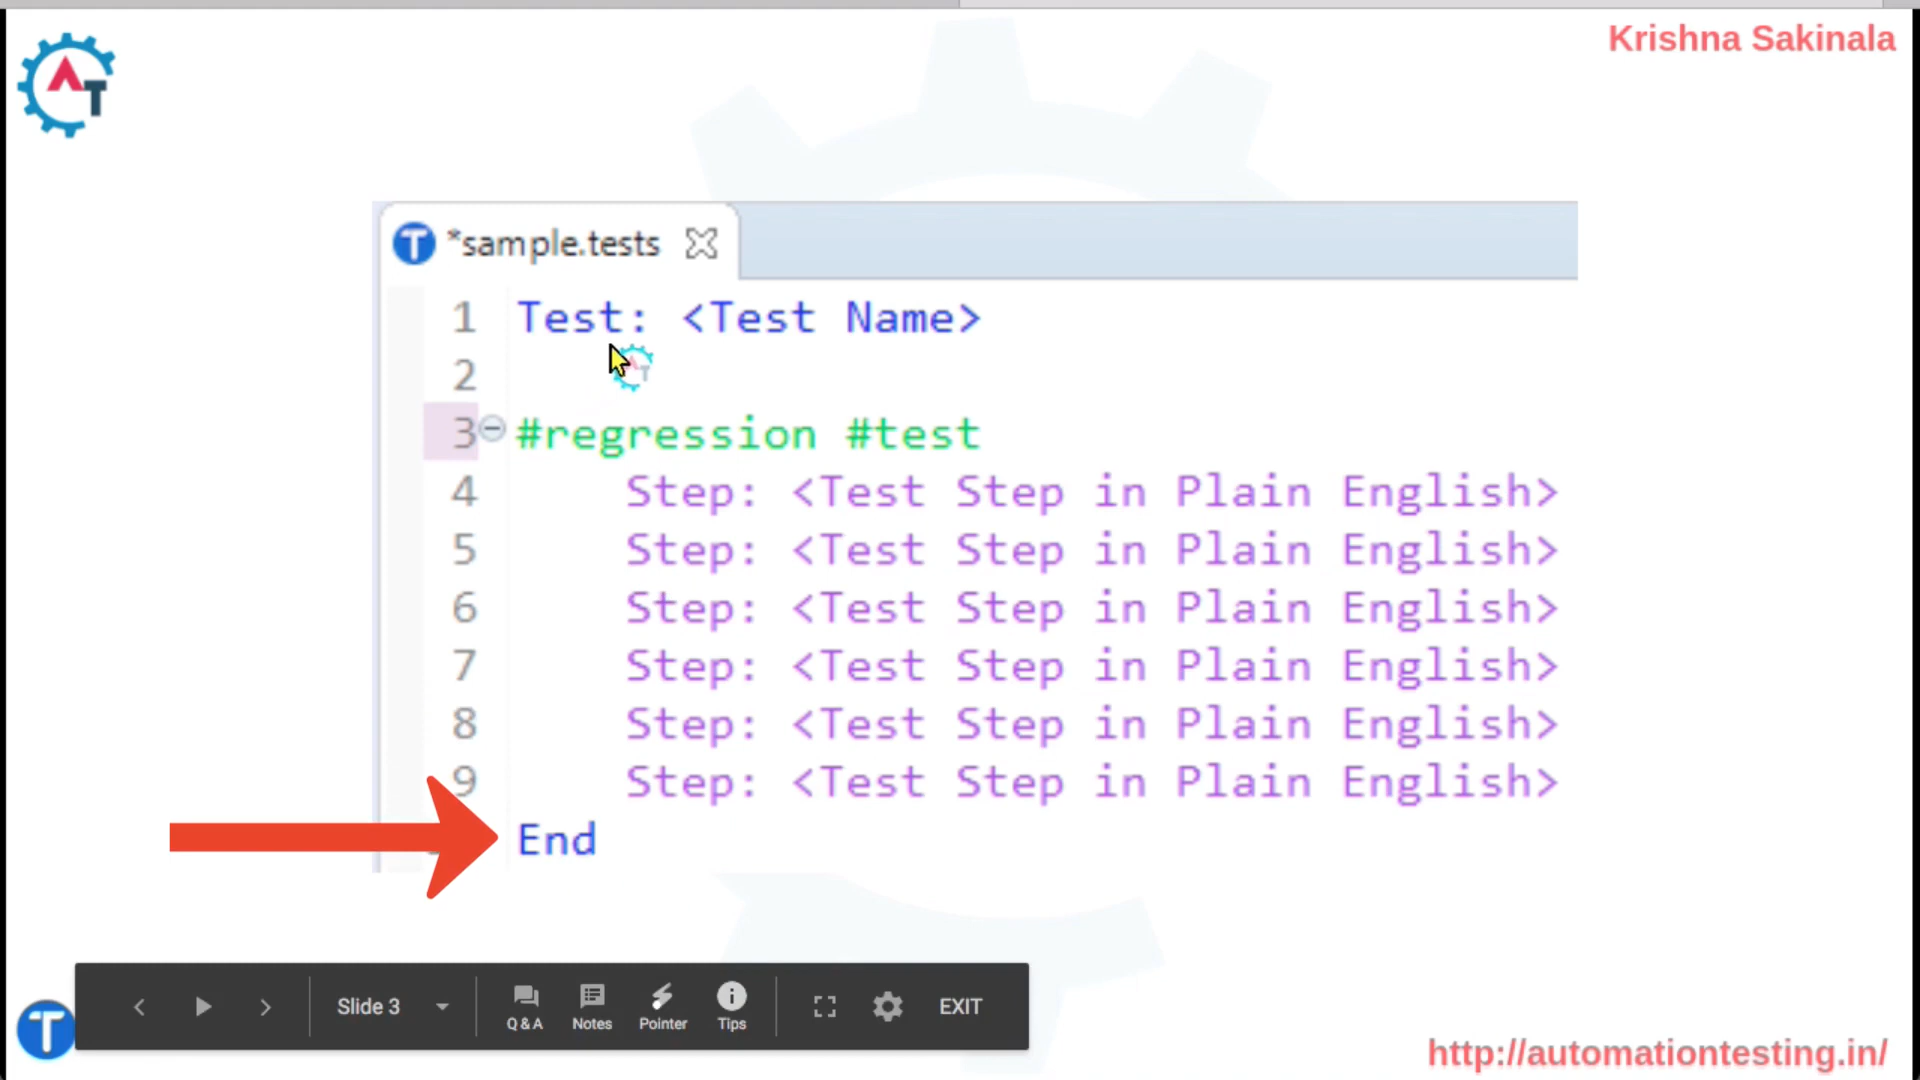 Krishna Sakinala
AT
T *sample.tests
1 Test: <Test Name>
2
3 #regression #test
4 Step: <Test Step in Plain English>
5 Step: <Test Step in Plain English>
6 Step: <Test Step in Plain English>
7 Step: <Test Step in Plain English>
8 Step: <Test Step in Plain English>
9 Step: <Test Step in Plain English>
End
T
Slide 3
Q & A Notes Pointer Tips
EXIT
http://automationtesting.in/